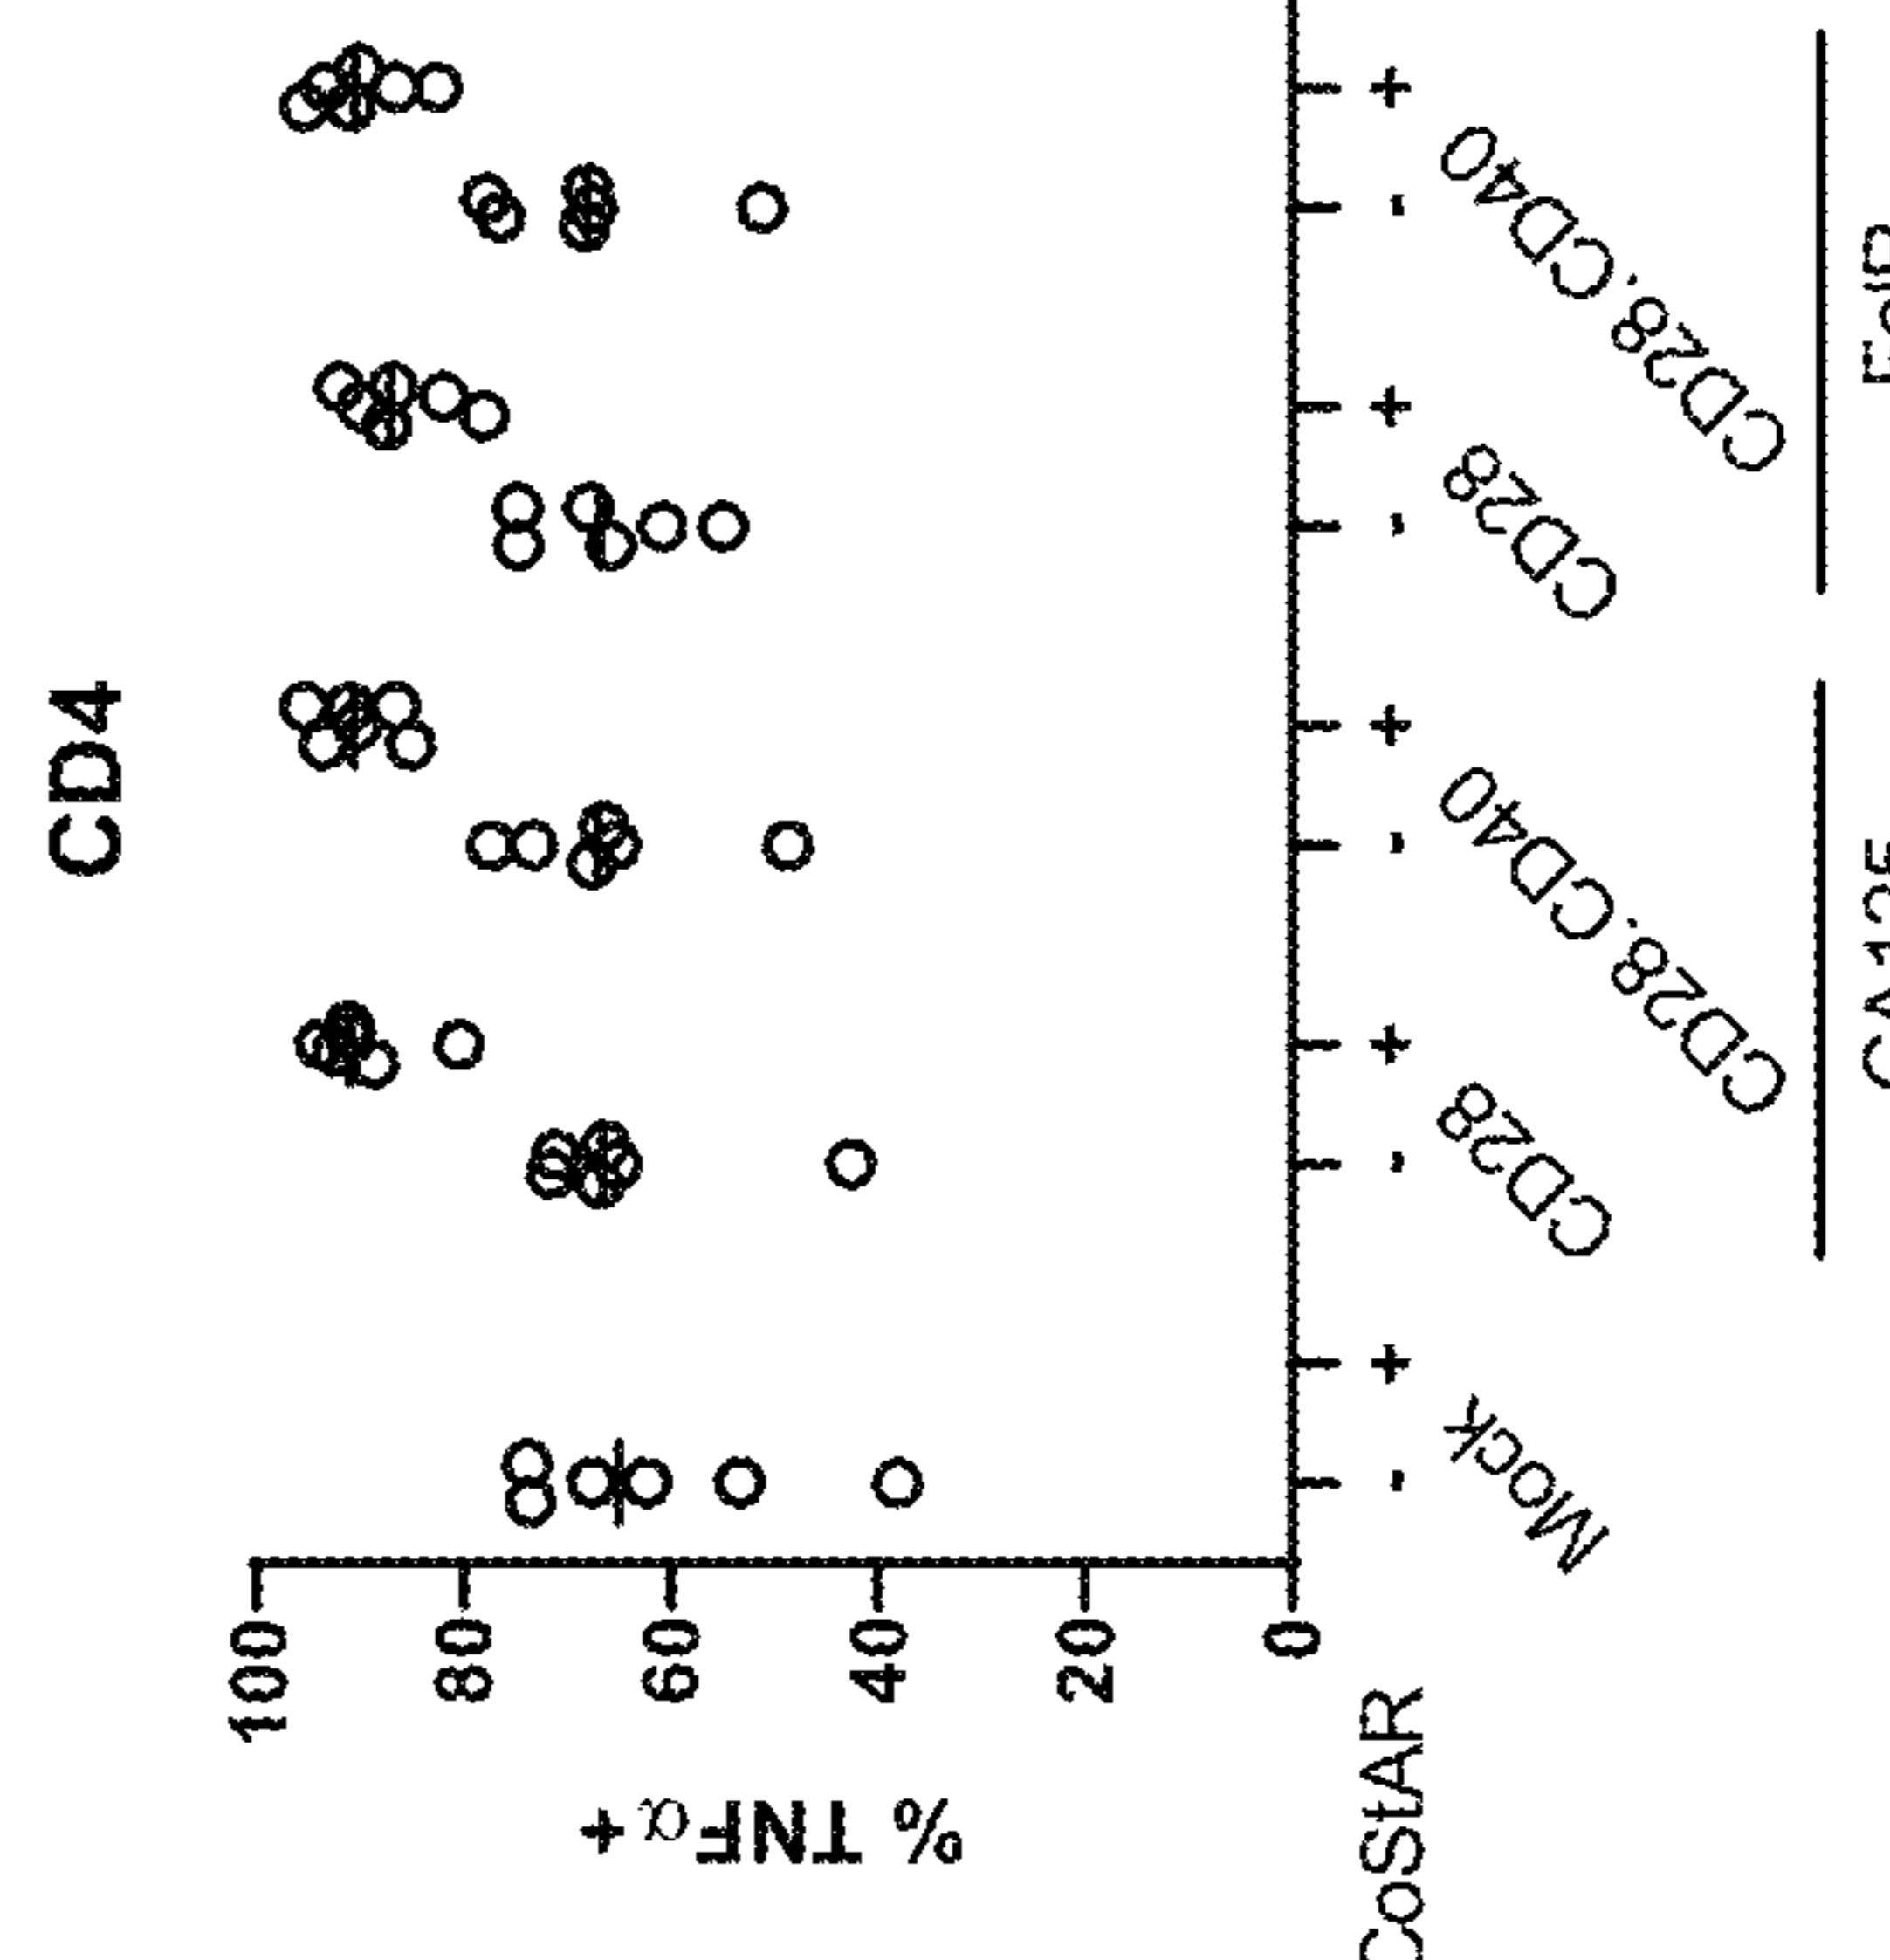 CD4
% TNFα+
100
80
60
40
20
0
CoStAR
- + - + - + - + - +
Mock
CD28
CD28.CD40
CD28
CD28.CD40